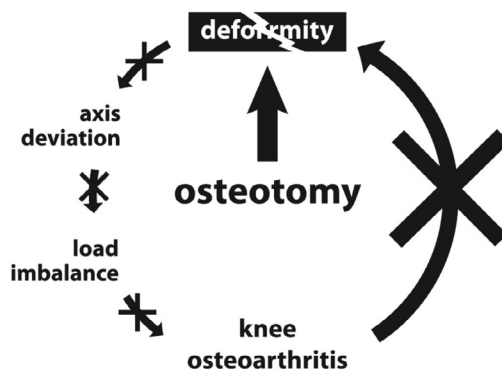 deformity
axis
deviation
osteotomy
load
imbalance
knee
osteoarthritis